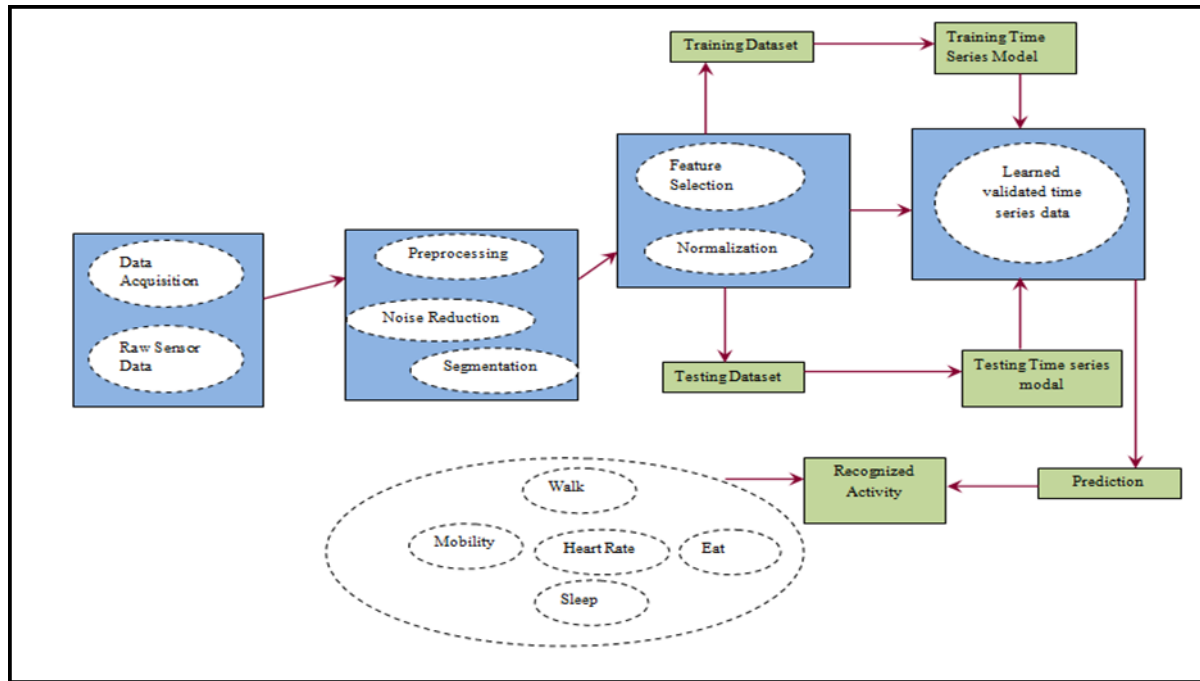 Training Dataset
Training Time
Series Model
Feature
Selection
Normalization
Learned
validated time
series data
Data
Acquisition
Raw Sensor
Data
Preprocessing
Noise Reduction
Segmentation
Testing Dataset
Testing Time series
modal
Recognized
Activity
Prediction
Walk
Mobility
Heart Rate
Eat
Sleep